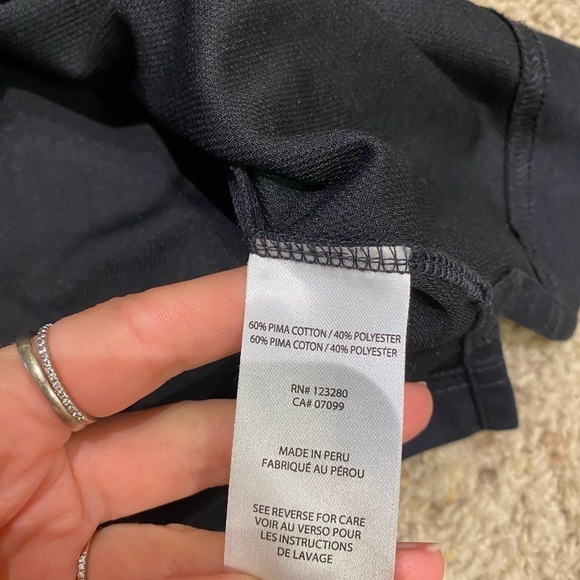 60% PIMA COTTON / 40% POLYESTER
60% PIMA COTON / 40% POLYESTER
RN# 123280
CA# 07099
MADE IN PERU
FABRIQUÉ AU PÉROU
SEE REVERSE FOR CARE
VOIR AU VERSO POUR
LES INSTRUCTIONS
DE LAVAGE